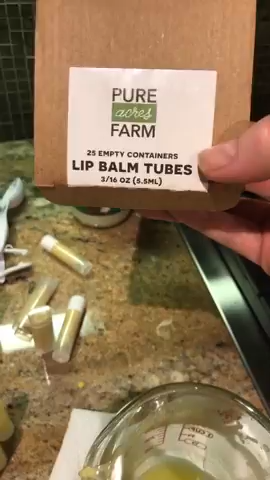 PURE
acres
FARM
25 EMPTY CONTAINERS
LIP BALM TUBES
3/16 OZ (5.5ML)